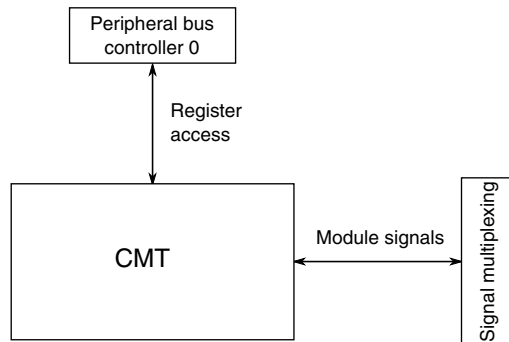 Peripheral bus
controller 0
Register
access
CMT
Module signals
Signal multiplexing